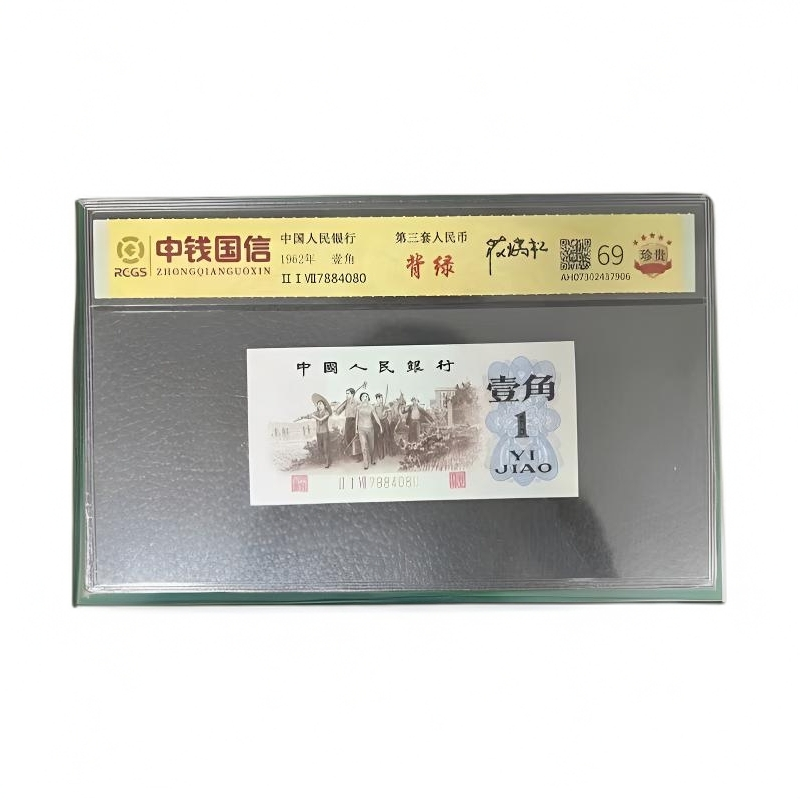 RCGS
中钱国信
ZHONGQIANGUOXIN
中国人民银行
1962年 壹角
II I VII7884080
第三套人民币
背绿
69
AH07302437906
珍贵
中國人民銀行
壹角
1
YI
JIAO
II I VII7884080